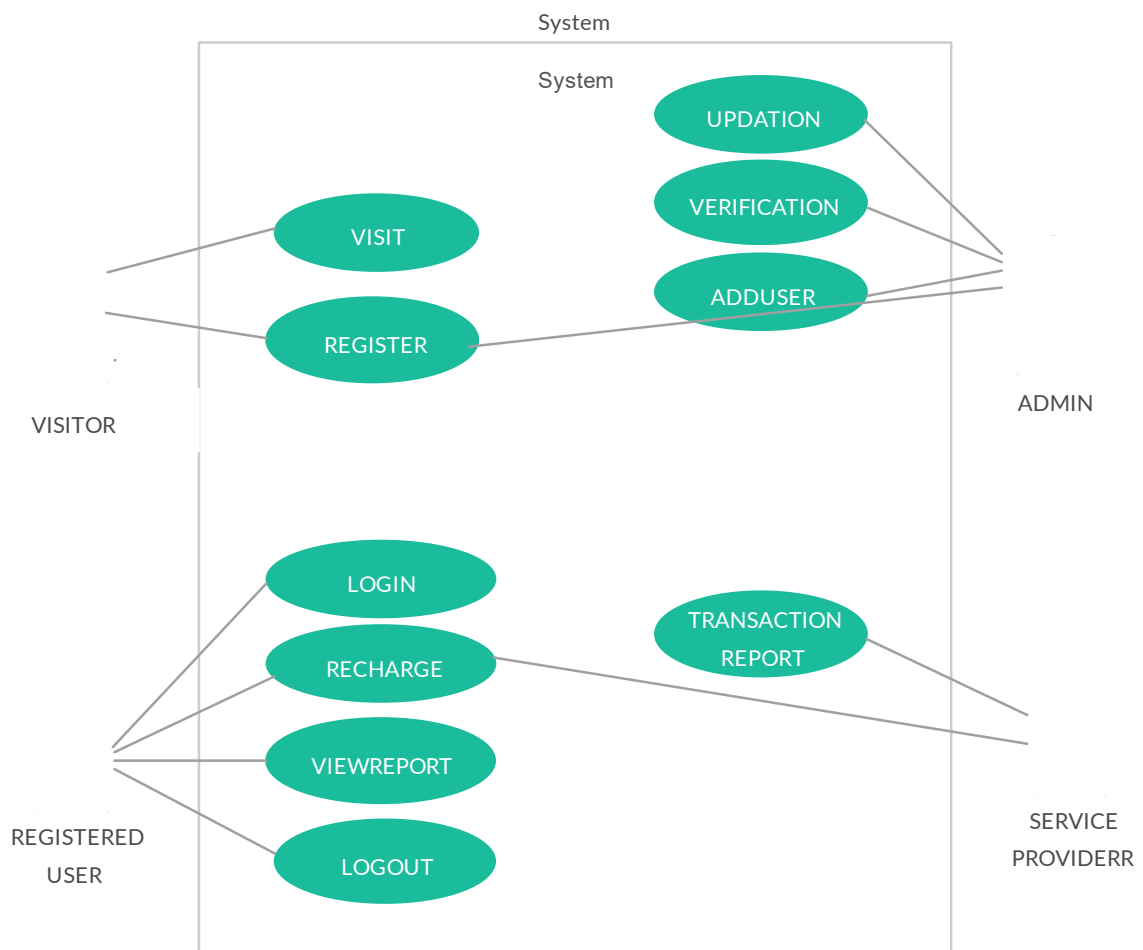 System
System
UPDATION
VERIFICATION
VISIT
ADDUSER
REGISTER
ADMIN
VISITOR
LOGIN
TRANSACTION
REPORT
RECHARGE
VIEWREPORT
SERVICE
PROVIDERR
REGISTERED
USER
LOGOUT